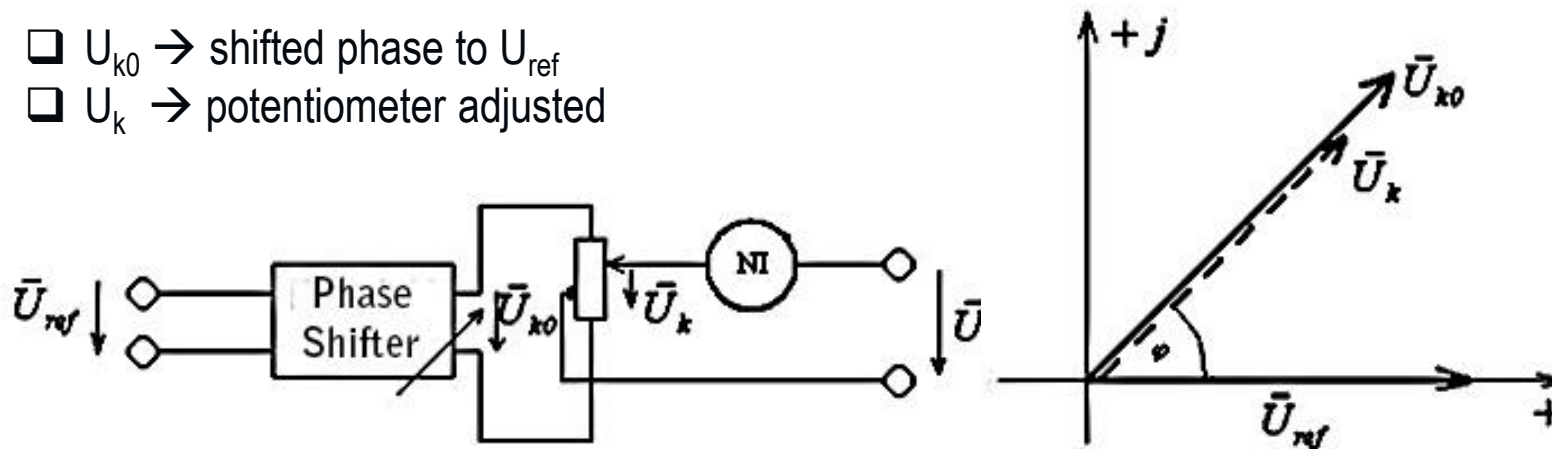 ❑ U_k0 → shifted phase to U_ref
❑ U_k → potentiometer adjusted
Ū_ref
Phase
Shifter
Ū_k0
Ū_k
NI
Ū
+j
Ū_k0
Ū_k
φ
Ū_ref
+